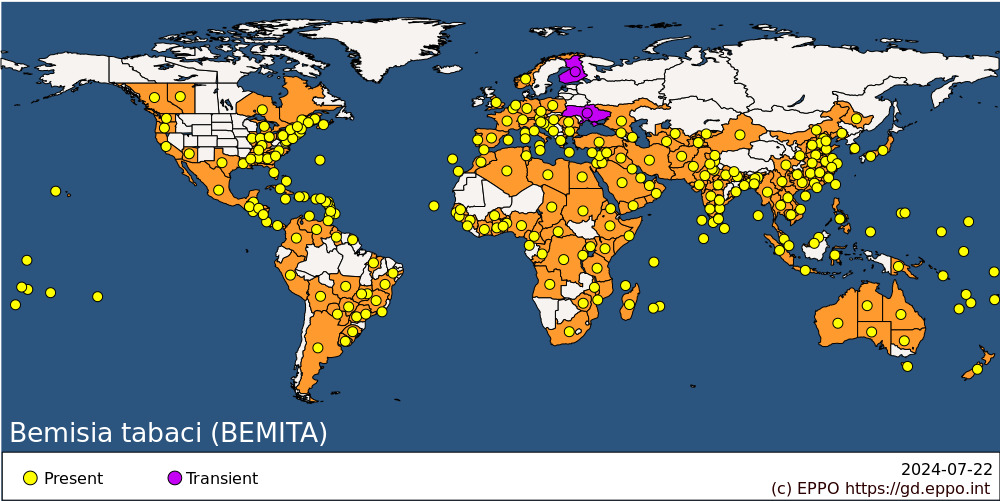 Bemisia tabaci (BEMITA)
Present
Transient
2024-07-22
(c) EPPO https://gd.eppo.int